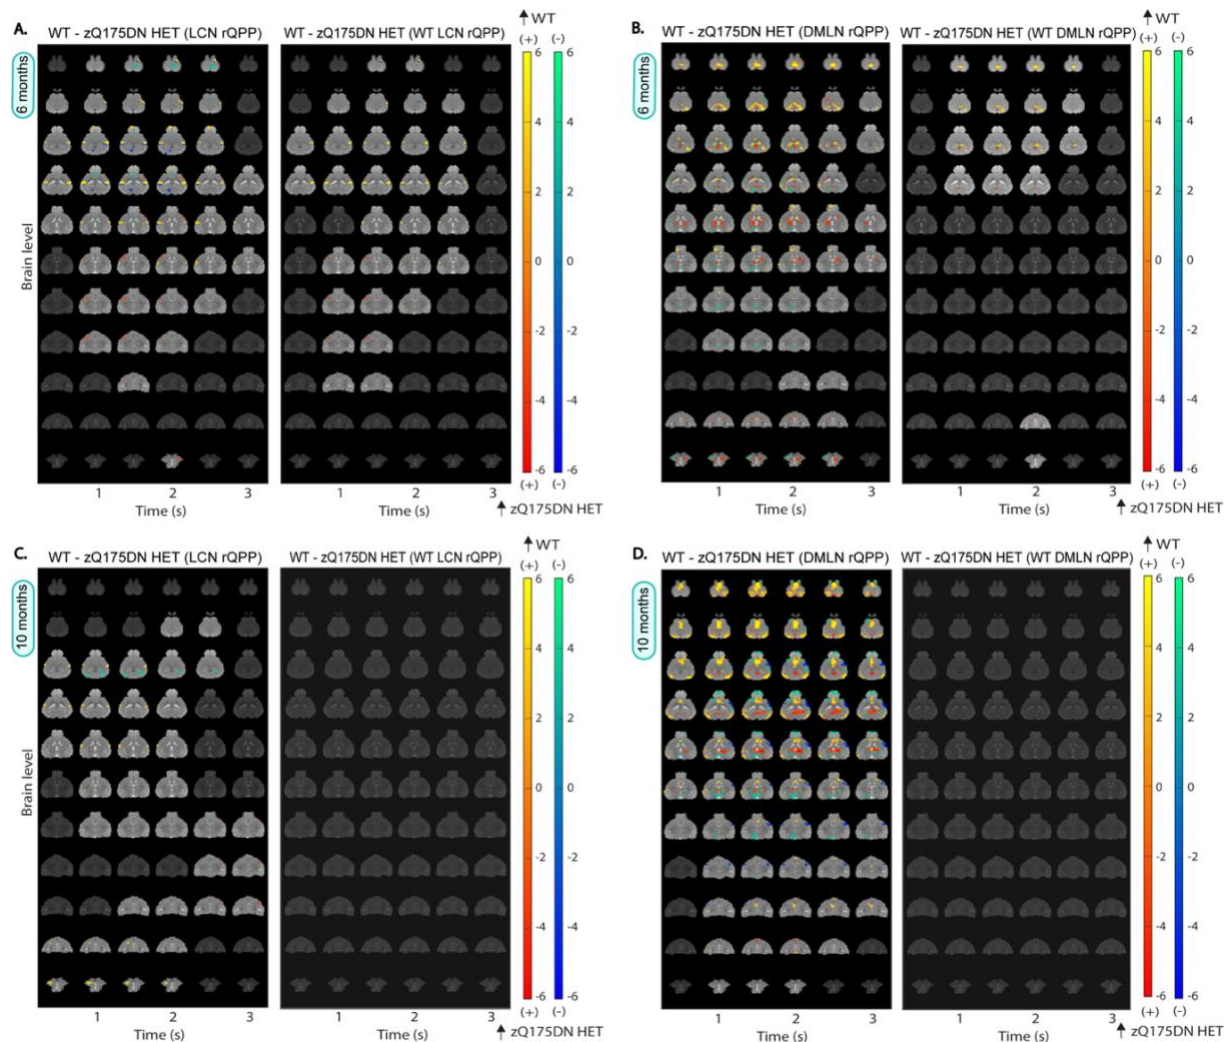 A.
WT - zQ175DN HET (LCN rQPP)
WT - zQ175DN HET (WT LCN rQPP)
WT
(+)
(-)
6 months
6
6
4
4
2
2
0
0
-2
-2
-4
-4
-6
-6
(+)
(-)
Brain level
1
2
3
1
2
3
Time (s)
Time (s)
zQ175DN HET
B.
WT - zQ175DN HET (DMLN rQPP)
WT - zQ175DN HET (WT DMLN rQPP)
WT
(+)
(-)
6 months
6
6
4
4
2
2
0
0
-2
-2
-4
-4
-6
-6
(+)
(-)
1
2
3
1
2
3
Time (s)
Time (s)
zQ175DN HET
C.
WT - zQ175DN HET (LCN rQPP)
WT - zQ175DN HET (WT LCN rQPP)
WT
(+)
(-)
10 months
6
6
4
4
2
2
0
0
-2
-2
-4
-4
-6
-6
(+)
(-)
Brain level
1
2
3
1
2
3
Time (s)
Time (s)
zQ175DN HET
D.
WT - zQ175DN HET (DMLN rQPP)
WT - zQ175DN HET (WT DMLN rQPP)
WT
(+)
(-)
10 months
6
6
4
4
2
2
0
0
-2
-2
-4
-4
-6
-6
(+)
(-)
1
2
3
1
2
3
Time (s)
Time (s)
zQ175DN HET